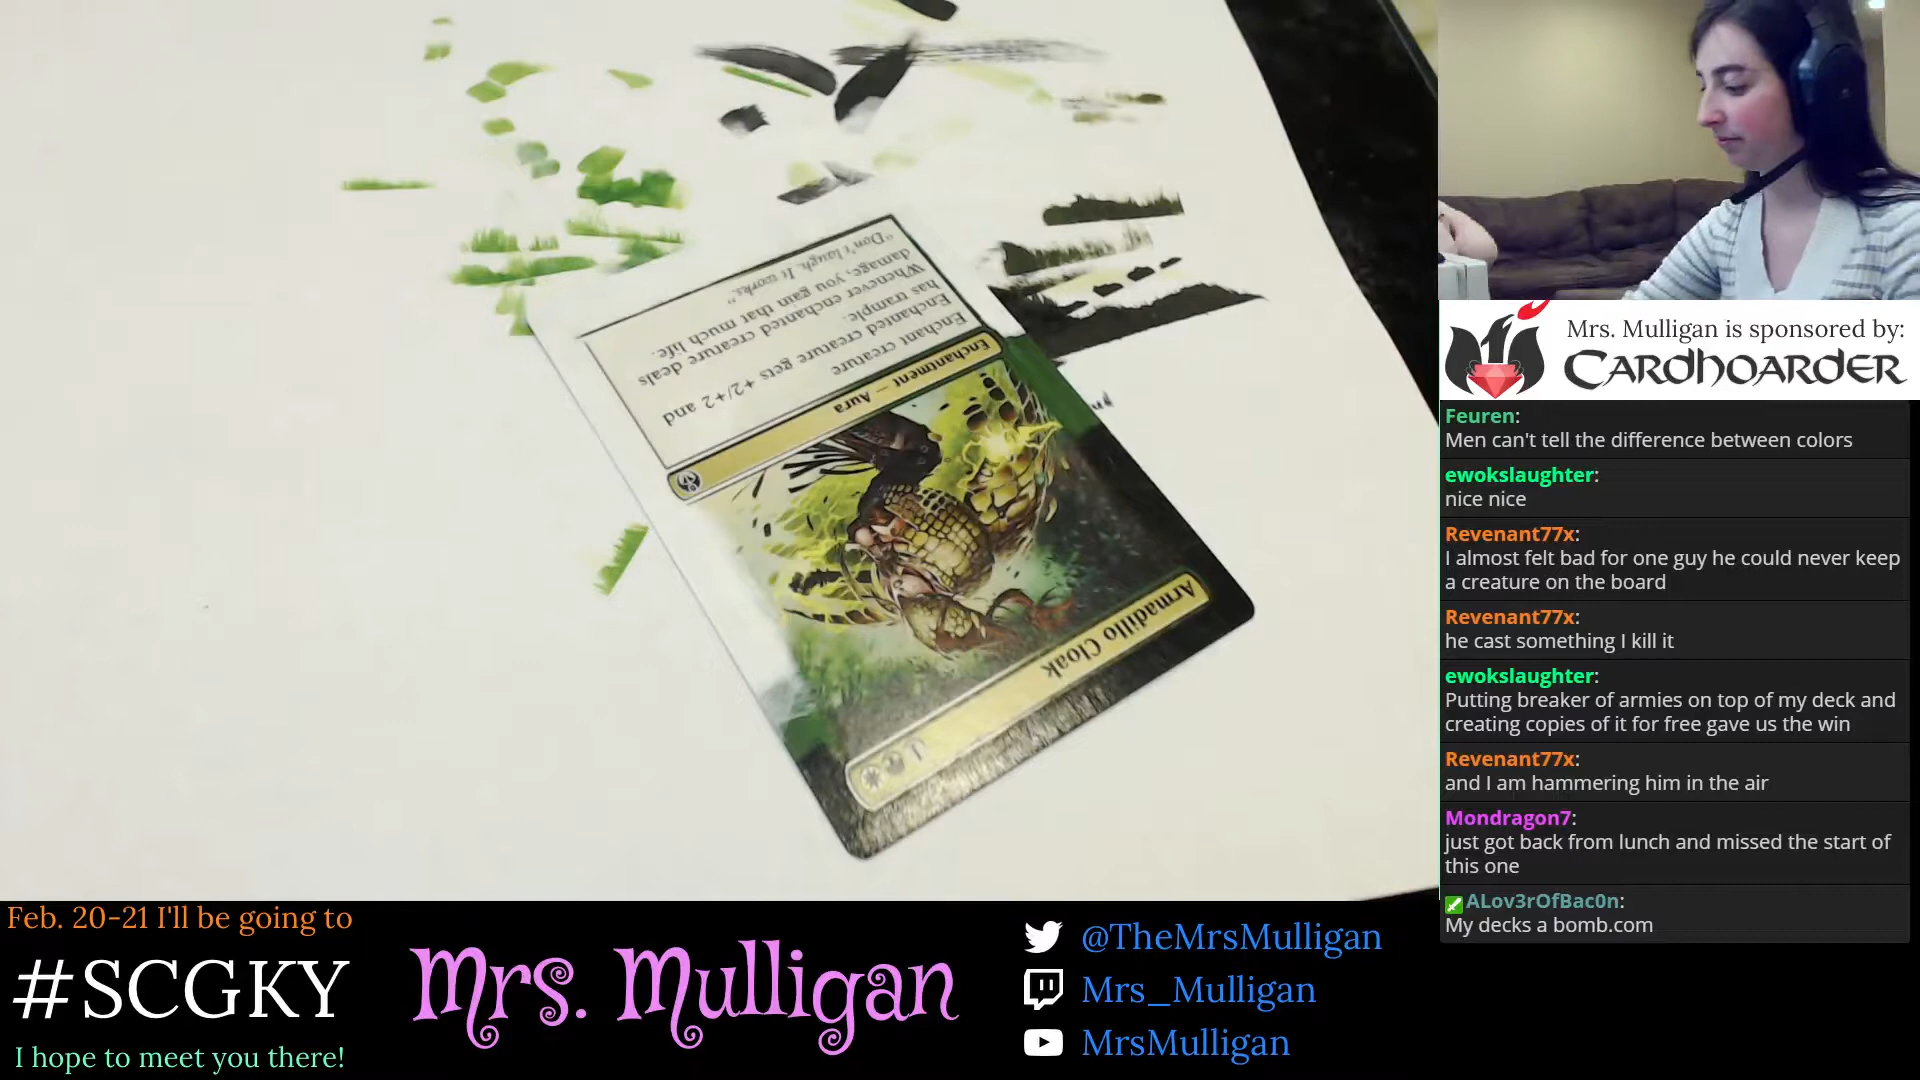 Armadillo Cloak
1
Enchantment — Aura
Enchant creature
Enchanted creature gets +2/+2 and
has trample.
Whenever enchanted creature deals
damage, you gain that much life.
"Don't laugh. It works."
Mrs. Mulligan is sponsored by:
CARDHOARDER
Feuren:
Men can't tell the difference between colors
ewokslaughter:
nice nice
Revenant77x:
I almost felt bad for one guy he could never keep
a creature on the board
Revenant77x:
he cast something I kill it
ewokslaughter:
Putting breaker of armies on top of my deck and
creating copies of it for free gave us the win
Revenant77x:
and I am hammering him in the air
Mondragon7:
just got back from lunch and missed the start of
this one
ALov3rOfBac0n:
My decks a bomb.com
Feb. 20-21 I'll be going to
#SCGKY
I hope to meet you there!
Mrs. Mulligan
@TheMrsMulligan
Mrs_Mulligan
MrsMulligan